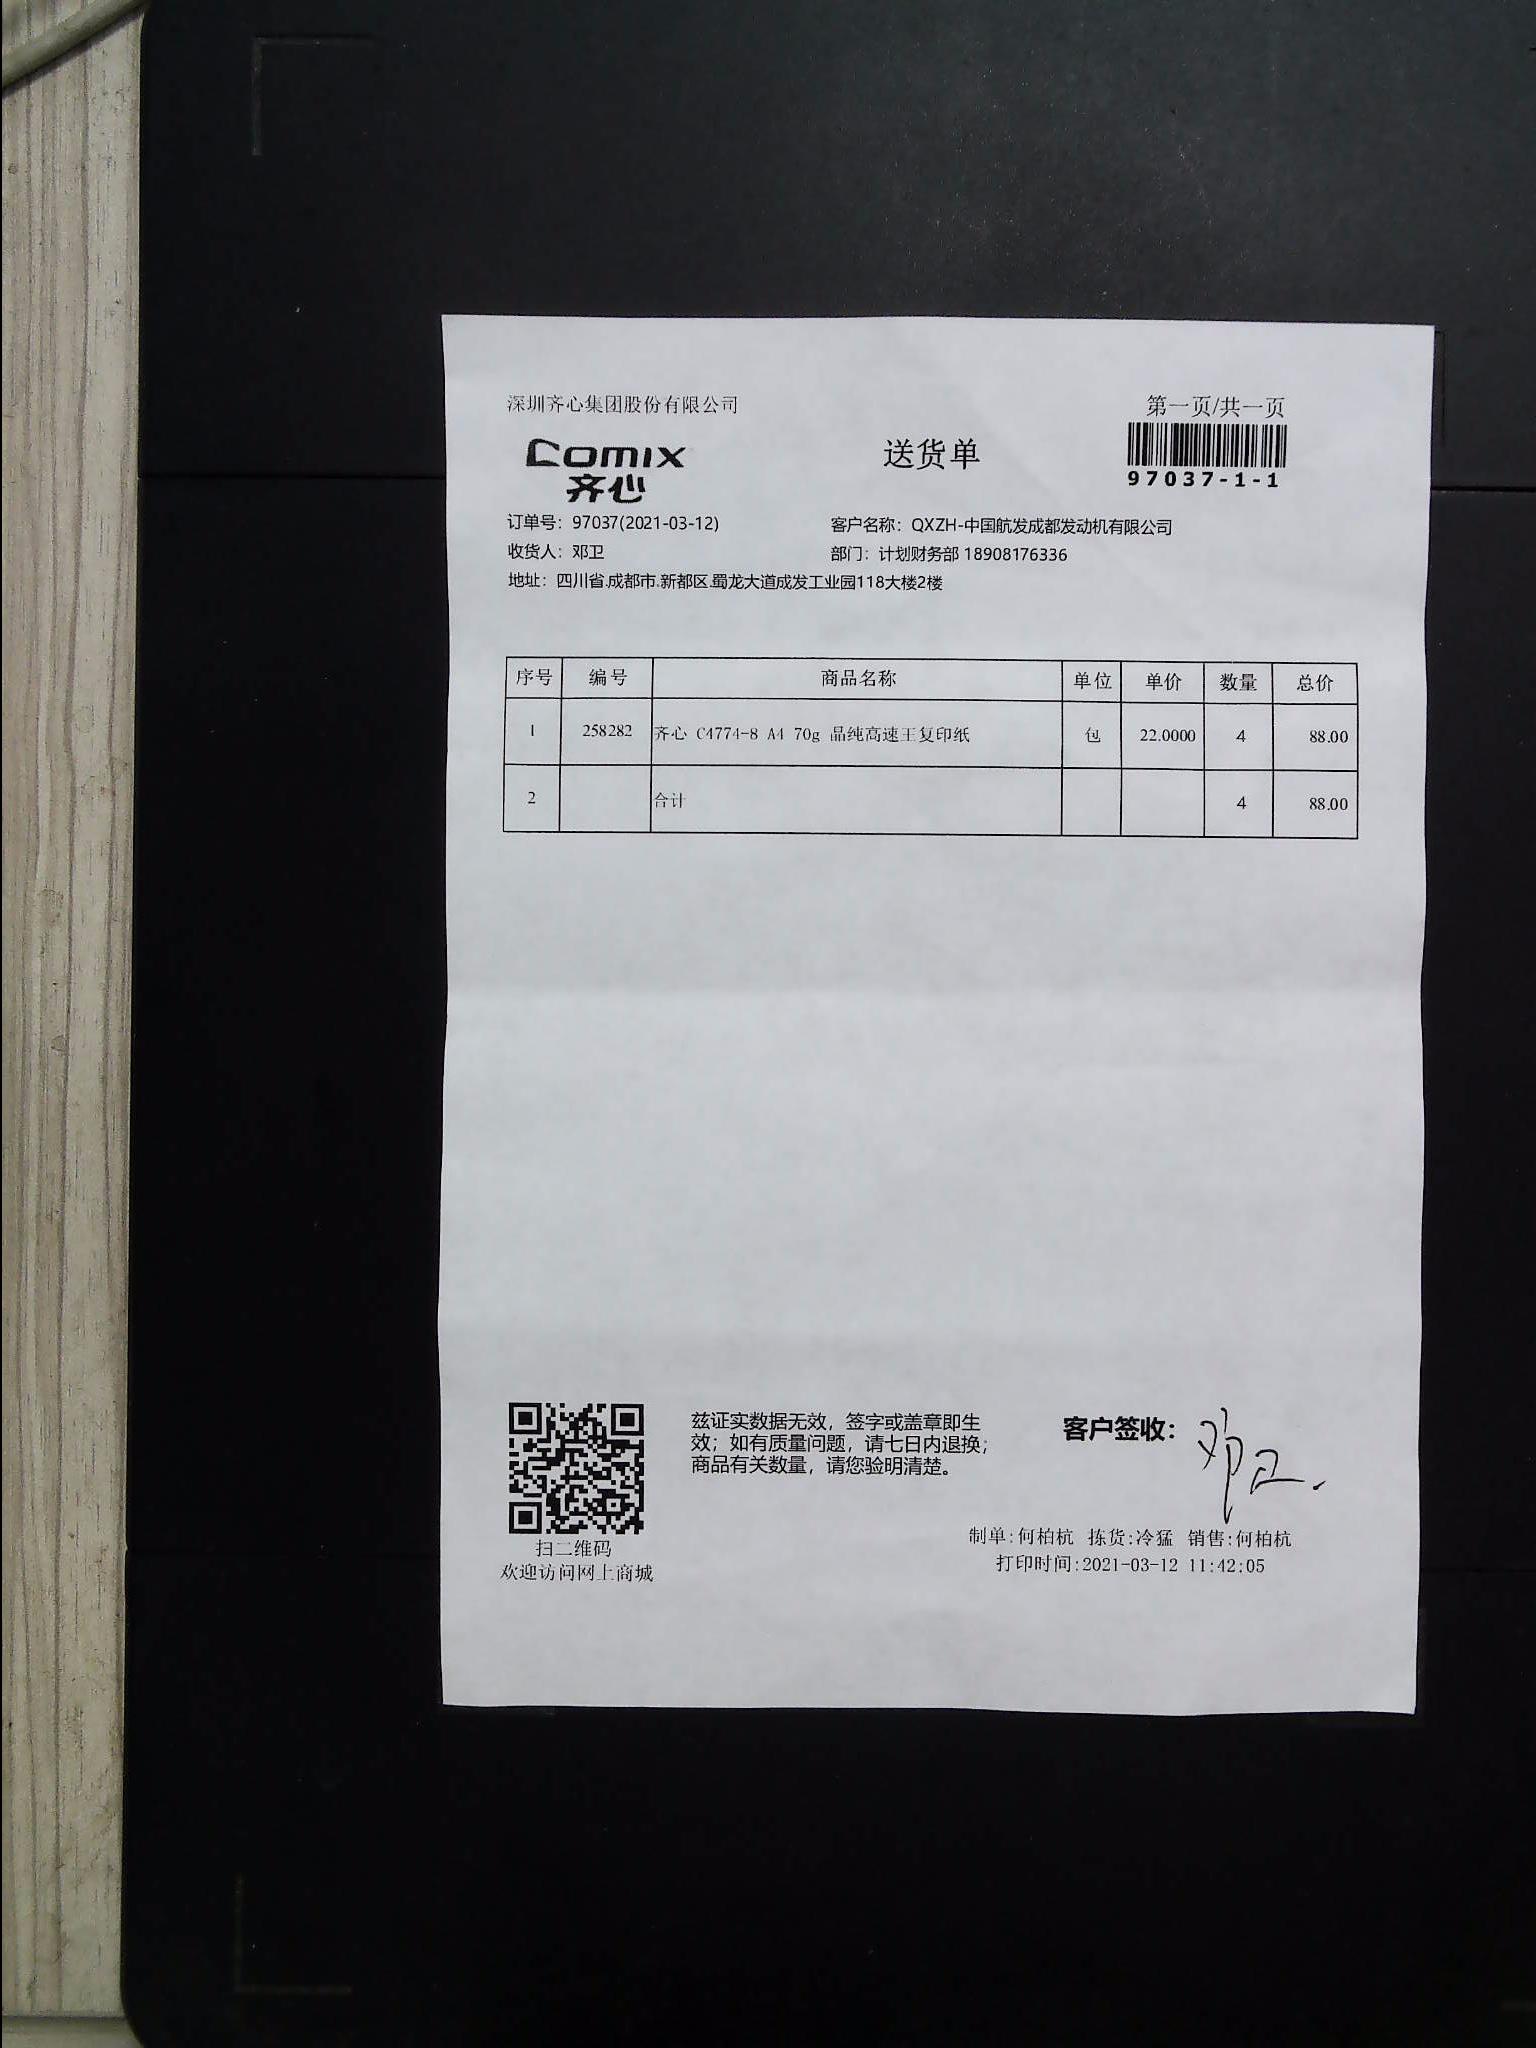 深圳齐心集团股份有限公司
第一页/共一页
comix
齐心
送货单
97037-1-1
订单号：97037(2021-03-12)
客户名称：QXZH-中国航发成都发动机有限公司
收货人：邓卫
部门：计划财务部 18908176336
地址：四川省.成都市.新都区.蜀龙大道成发工业园118大楼2楼
序号 编号 商品名称 单位 单价 数量 总价
1 258282 齐心 C4774-8 A4 70g 晶纯高速王复印纸 包 22.0000 4 88.00
2 合计 4 88.00
兹证实数据无效，签字或盖章即生
效；如有质量问题，请七日内退换；
商品有关数量，请您验明清楚。
客户签收：邓卫.
扫二维码
欢迎访问网上商城
制单:何柏杭 拣货:冷猛 销售:何柏杭
打印时间:2021-03-12 11:42:05